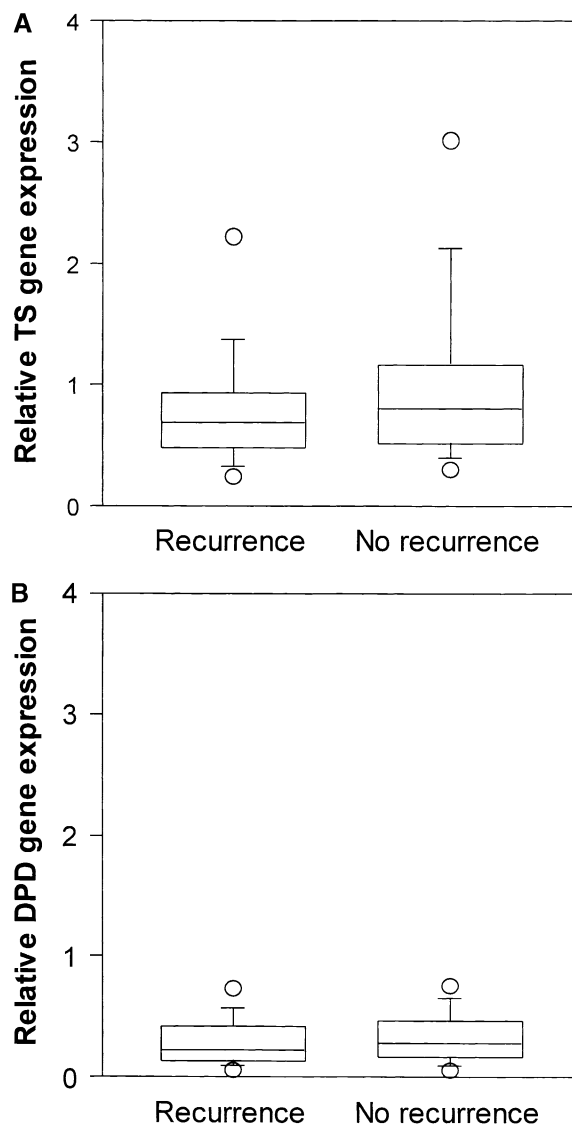 A
Relative TS gene expression
4
3
2
1
0
Recurrence No recurrence
B
Relative DPD gene expression
4
3
2
1
0
Recurrence No recurrence